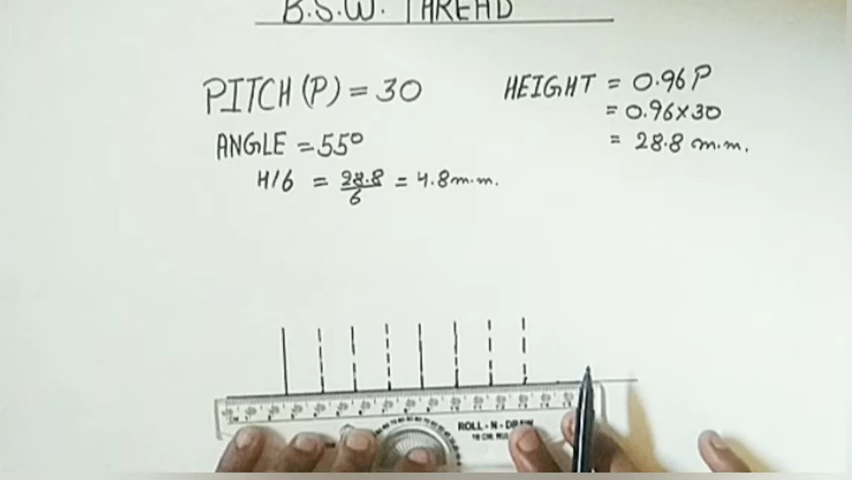 B.S.W. THREAD
PITCH (P) = 30
ANGLE = 55°
H/6 = 28.8/6 = 4.8 m.m.
HEIGHT = 0.96 P
= 0.96 × 30
= 28.8 m.m.
ROLL-N-DRAW